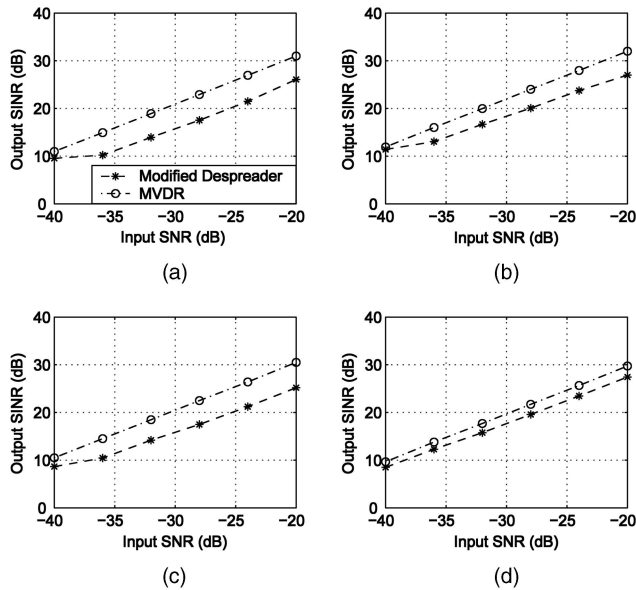 40
30
20
10
0
Output SINR (dB)
Modified Despreader
MVDR
−40 −35 −30 −25 −20
Input SNR (dB)
(a)
40
30
20
10
0
Output SINR (dB)
−40 −35 −30 −25 −20
Input SNR (dB)
(b)
40
30
20
10
0
Output SINR (dB)
−40 −35 −30 −25 −20
Input SNR (dB)
(c)
40
30
20
10
0
Output SINR (dB)
−40 −35 −30 −25 −20
Input SNR (dB)
(d)